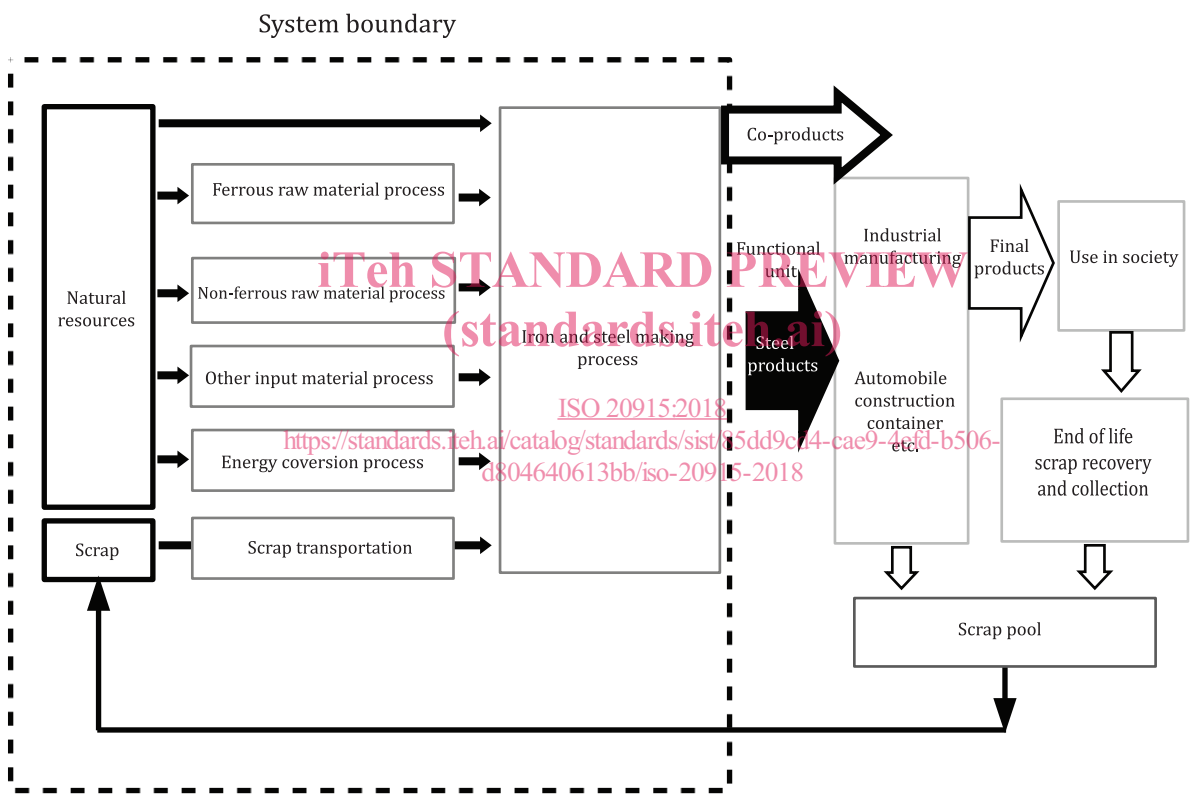 System boundary
Natural
resources
Scrap
Ferrous raw material process
Non-ferrous raw material process
Other input material process
Energy coversion process
Scrap transportation
Iron and steel making
process
Co-products
Functional
unit
Steel
products
Industrial
manufacturing
Automobile
construction
container
etc.
Final
products
Use in society
End of life
scrap recovery
and collection
Scrap pool
iTeh STANDARD PREVIEW
(standards.iteh.ai)
ISO 20915:2018
https://standards.iteh.ai/catalog/standards/sist/85dd9cd4-cae9-4efd-b506-
d804640613bb/iso-20915-2018